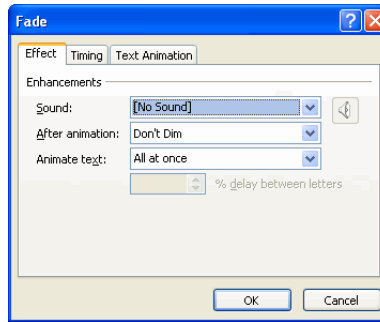 Fade
Effect Timing Text Animation
Enhancements
Sound: [No Sound]
After animation: Don't Dim
Animate text: All at once
% delay between letters
OK Cancel